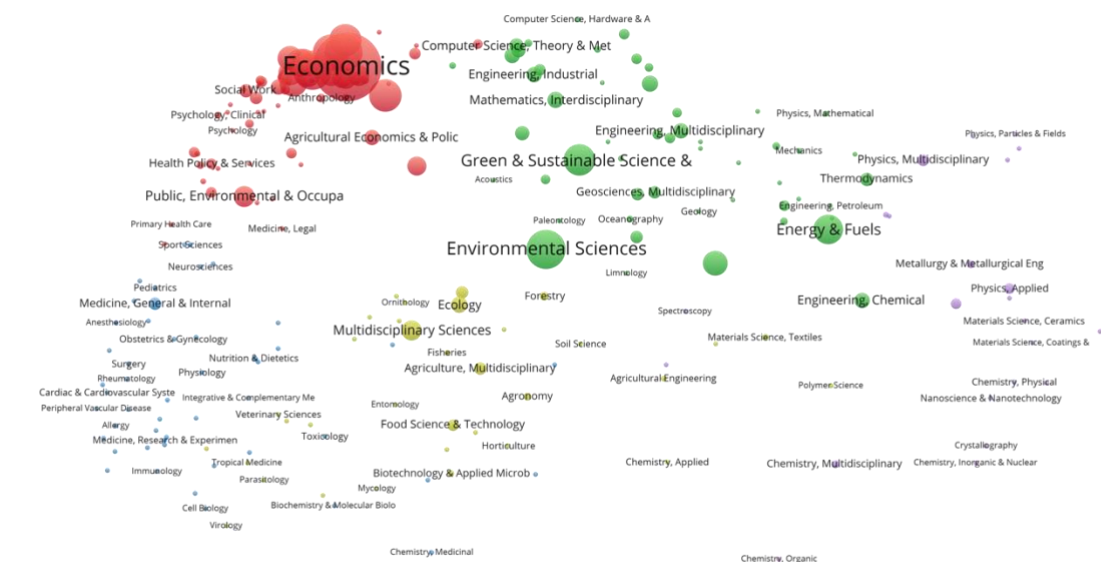 Computer Science, Hardware & A
Computer Science, Theory & Met
Economics
Engineering, Industrial
Social Work
Anthropology
Mathematics, Interdisciplinary
Psychology, Clinical
Physics, Mathematical
Psychology
Engineering, Multidisciplinary
Physics, Particles & Fields
Agricultural Economics & Polic
Mechanics
Health Policy & Services
Green & Sustainable Science &
Physics, Multidisciplinary
Acoustics
Thermodynamics
Public, Environmental & Occupa
Geosciences, Multidisciplinary
Engineering, Petroleum
Geology
Primary Health Care
Medicine, Legal
Paleontology
Oceanography
Energy & Fuels
Sport Sciences
Environmental Sciences
Neurosciences
Metallurgy & Metallurgical Eng
Limnology
Pediatrics
Physics, Applied
Medicine, General & Internal
Ornithology
Ecology
Forestry
Engineering, Chemical
Spectroscopy
Anesthesiology
Materials Science, Ceramics
Multidisciplinary Sciences
Obstetrics & Gynecology
Soil Science
Materials Science, Textiles
Materials Science, Coatings &
Fisheries
Nutrition & Dietetics
Surgery
Physiology
Agriculture, Multidisciplinary
Rheumatology
Agricultural Engineering
Polymer Science
Chemistry, Physical
Cardiac & Cardiovascular Syste
Integrative & Complementary Me
Agronomy
Nanoscience & Nanotechnology
Peripheral Vascular Disease
Entomology
Veterinary Sciences
Allergy
Food Science & Technology
Medicine, Research & Experimen
Toxicology
Horticulture
Crystallography
Tropical Medicine
Chemistry, Applied
Chemistry, Multidisciplinary
Chemistry, Inorganic & Nuclear
Immunology
Biotechnology & Applied Microb
Parasitology
Mycology
Cell Biology
Biochemistry & Molecular Biolo
Virology
Chemistry, Medicinal
Chemistry, Organic